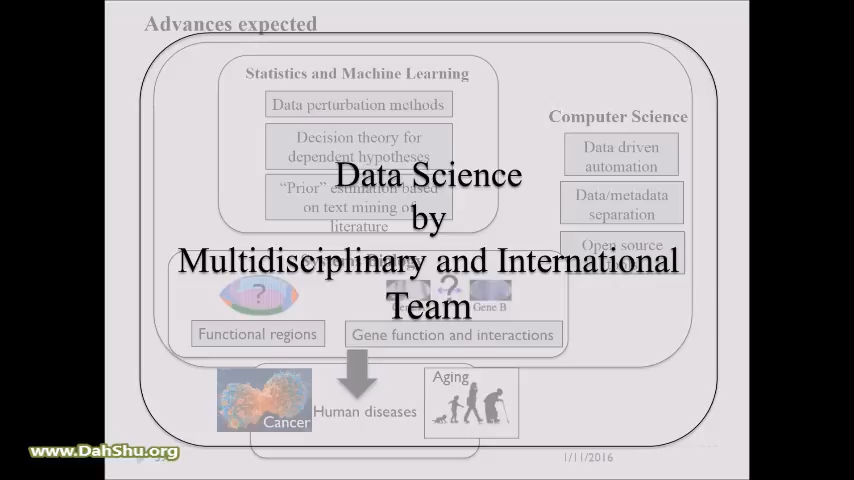 Advances expected
Statistics and Machine Learning
Data perturbation methods
Decision theory for
dependent hypotheses
"Prior" estimation based
on text mining of
literature
Computer Science
Data driven
automation
Data/metadata
separation
Open source
Data Science
by
Multidisciplinary and International
Team
?
?
Gene B
Functional regions
Gene function and interactions
Cancer
Human diseases
Aging
www.DahShu.org
1/11/2016